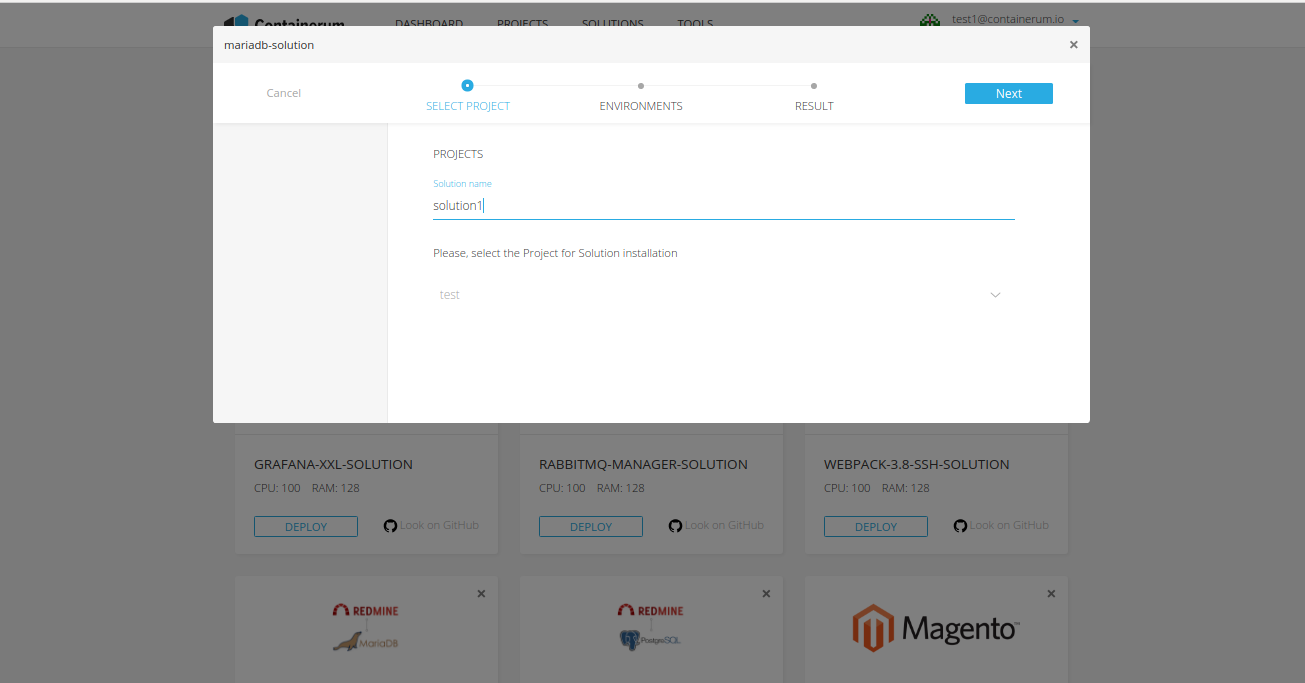 Containerum DASHBOARD PROJECTS SOLUTIONS TOOLS test1@containerum.io
mariadb-solution ×
Cancel SELECT PROJECT ENVIRONMENTS RESULT Next
PROJECTS
Solution name
solution1
Please, select the Project for Solution installation
test
GRAFANA-XXL-SOLUTION RABBITMQ-MANAGER-SOLUTION WEBPACK-3.8-SSH-SOLUTION
CPU: 100 RAM: 128 CPU: 100 RAM: 128 CPU: 100 RAM: 128
DEPLOY Look on GitHub DEPLOY Look on GitHub DEPLOY Look on GitHub
× × ×
REDMINE REDMINE Magento™
MariaDB PostgreSQL